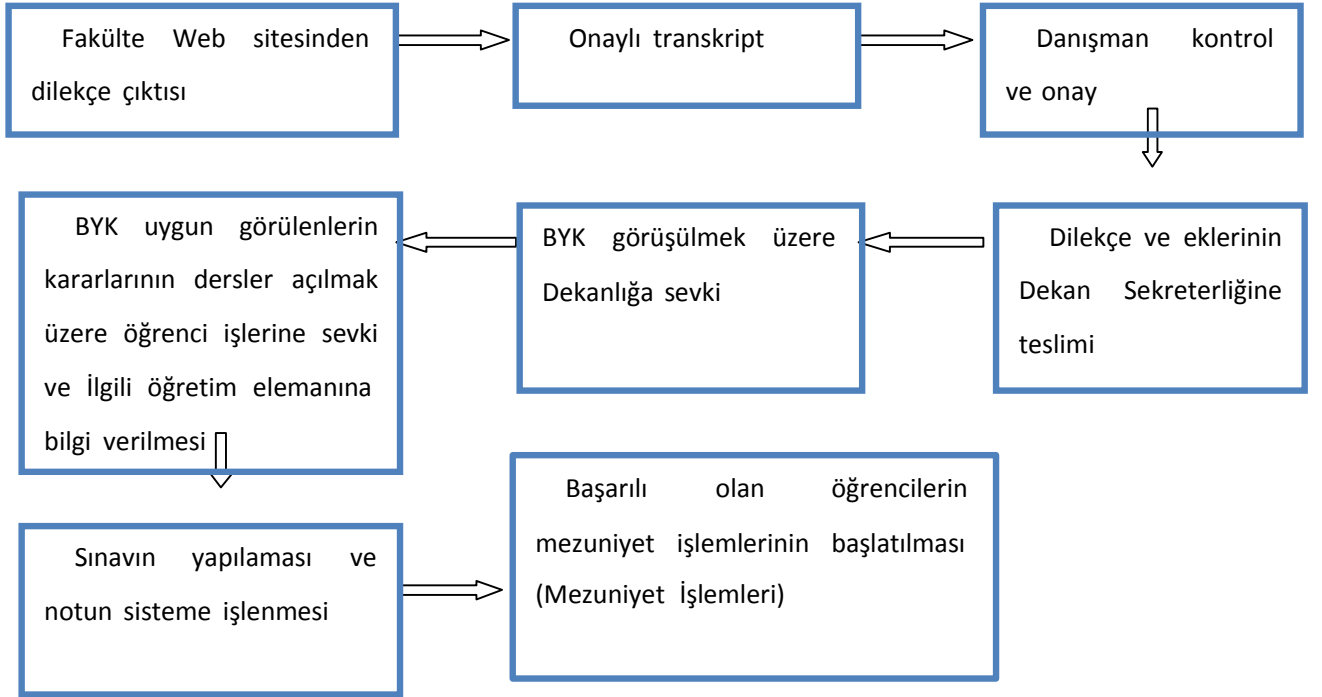 Fakülte Web sitesinden
dilekçe çıktısı
Onaylı transkript
Danışman kontrol
ve onay
Dilekçe ve eklerinin
Dekan Sekreterliğine
teslimi
BYK görüşülmek üzere
Dekanlığa sevki
BYK uygun görülenlerin
kararlarının dersler açılmak
üzere öğrenci işlerine sevki
ve İlgili öğretim elemanına
bilgi verilmesi
Sınavın yapılaması ve
notun sisteme işlenmesi
Başarılı olan öğrencilerin
mezuniyet işlemlerinin başlatılması
(Mezuniyet İşlemleri)